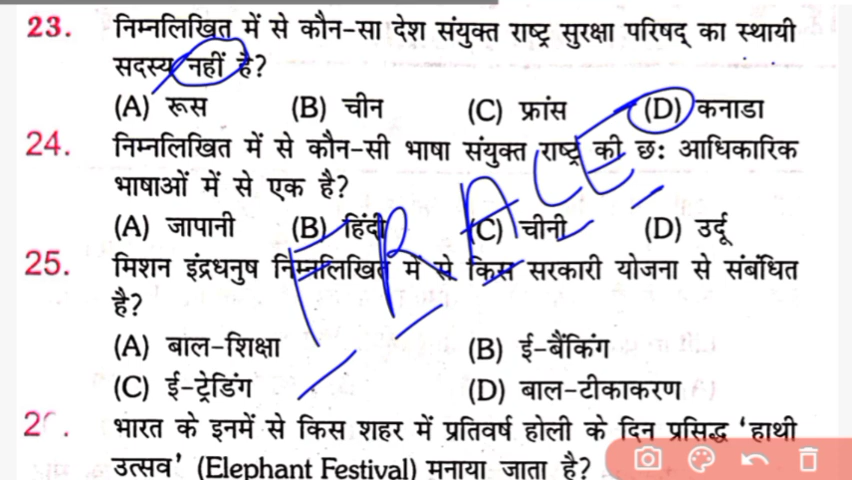 23. निम्नलिखित में से कौन-सा देश संयुक्त राष्ट्र सुरक्षा परिषद् का स्थायी
सदस्य नहीं है?
(A) रूस (B) चीन (C) फ्रांस (D) कनाडा
24. निम्नलिखित में से कौन-सी भाषा संयुक्त राष्ट्र की छः आधिकारिक
भाषाओं में से एक है?
(A) जापानी (B) हिंदी (C) चीनी (D) उर्दू
FRACE
25. मिशन इंद्रधनुष निम्नलिखित में से किस सरकारी योजना से संबंधित
है?
(A) बाल-शिक्षा (B) ई-बैंकिंग
(C) ई-ट्रेडिंग (D) बाल-टीकाकरण
भारत के इनमें से किस शहर में प्रतिवर्ष होली के दिन प्रसिद्ध 'हाथी
उत्सव' (Elephant Festival) मनाया जाता है?